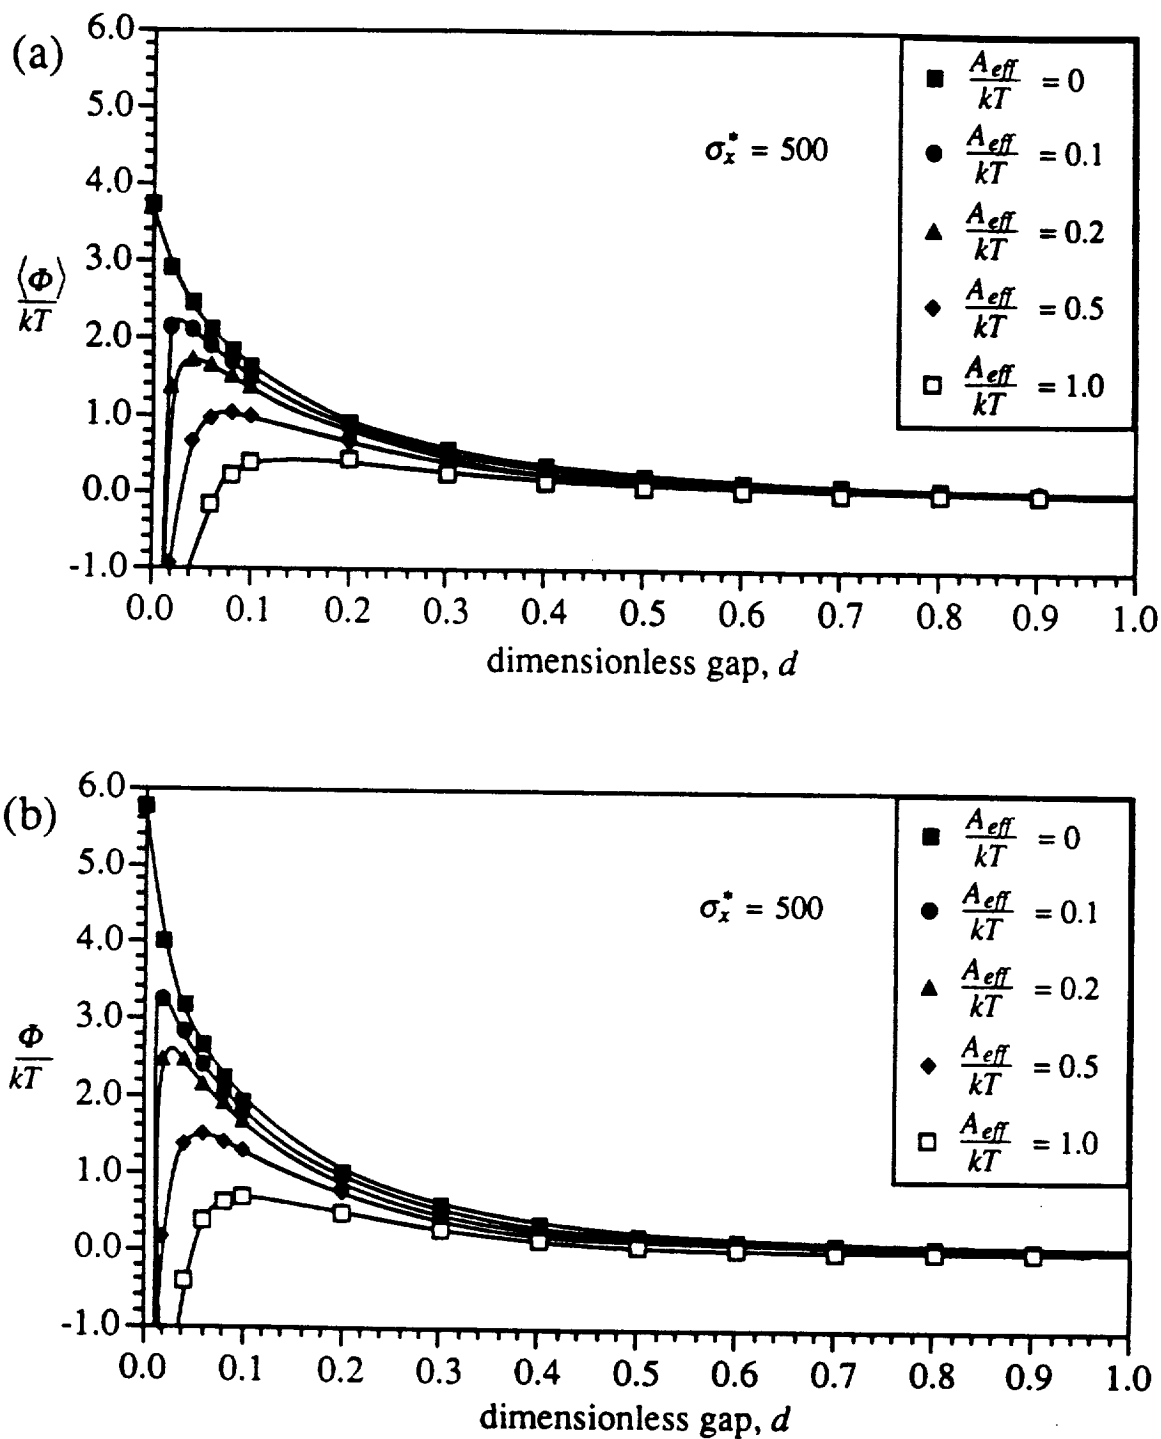 (a)
6.0
5.0
4.0
3.0
2.0
1.0
0.0
-1.0
⟨Φ⟩
kT
σx* = 500
Aeff/kT = 0
Aeff/kT = 0.1
Aeff/kT = 0.2
Aeff/kT = 0.5
Aeff/kT = 1.0
0.0 0.1 0.2 0.3 0.4 0.5 0.6 0.7 0.8 0.9 1.0
dimensionless gap, d
(b)
6.0
5.0
4.0
3.0
2.0
1.0
0.0
-1.0
Φ
kT
σx* = 500
Aeff/kT = 0
Aeff/kT = 0.1
Aeff/kT = 0.2
Aeff/kT = 0.5
Aeff/kT = 1.0
0.0 0.1 0.2 0.3 0.4 0.5 0.6 0.7 0.8 0.9 1.0
dimensionless gap, d